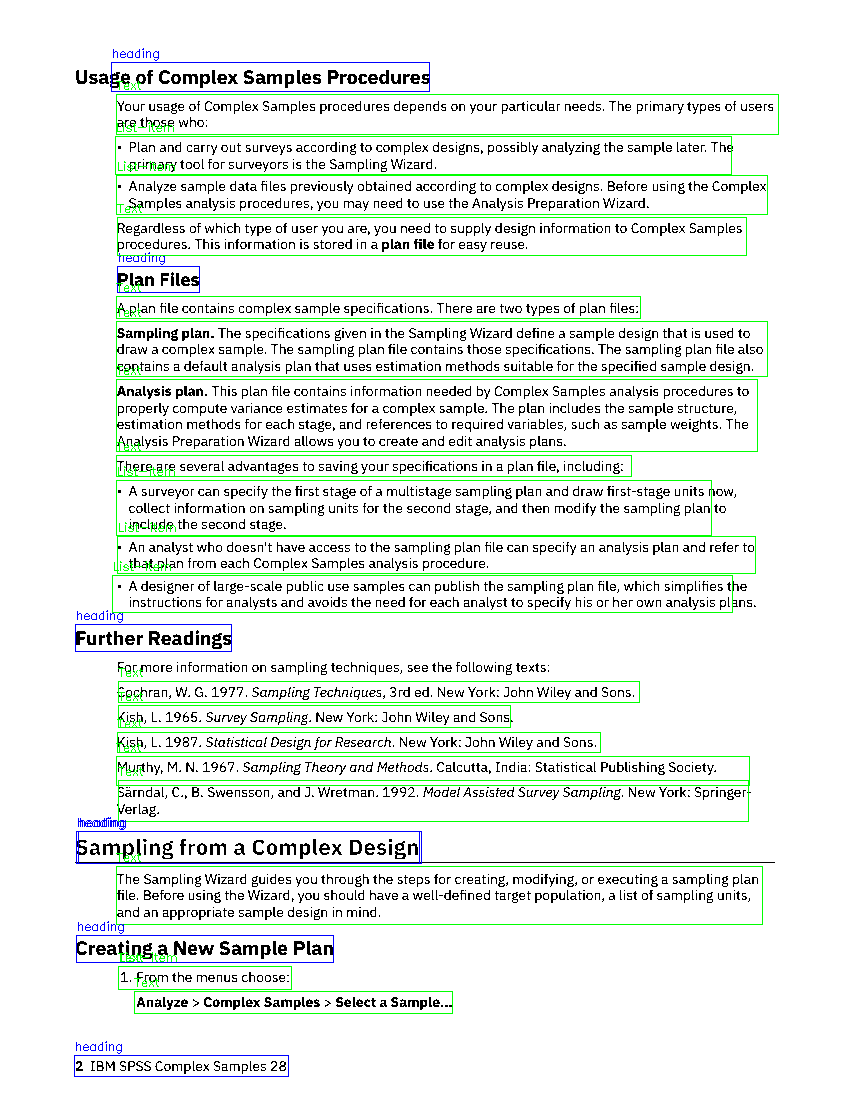 heading
Usage of Complex Samples Procedures
Text
Your usage of Complex Samples procedures depends on your particular needs. The primary types of users
are those who:
List-Item
• Plan and carry out surveys according to complex designs, possibly analyzing the sample later. The
primary tool for surveyors is the Sampling Wizard.
List-Item
• Analyze sample data files previously obtained according to complex designs. Before using the Complex
Samples analysis procedures, you may need to use the Analysis Preparation Wizard.
Text
Regardless of which type of user you are, you need to supply design information to Complex Samples
procedures. This information is stored in a plan file for easy reuse.
heading
Plan Files
Text
A plan file contains complex sample specifications. There are two types of plan files:
Text
Sampling plan. The specifications given in the Sampling Wizard define a sample design that is used to
draw a complex sample. The sampling plan file contains those specifications. The sampling plan file also
contains a default analysis plan that uses estimation methods suitable for the specified sample design.
Text
Analysis plan. This plan file contains information needed by Complex Samples analysis procedures to
properly compute variance estimates for a complex sample. The plan includes the sample structure,
estimation methods for each stage, and references to required variables, such as sample weights. The
Analysis Preparation Wizard allows you to create and edit analysis plans.
Text
There are several advantages to saving your specifications in a plan file, including:
List-Item
• A surveyor can specify the first stage of a multistage sampling plan and draw first-stage units now,
collect information on sampling units for the second stage, and then modify the sampling plan to
include the second stage.
List-Item
• An analyst who doesn't have access to the sampling plan file can specify an analysis plan and refer to
that plan from each Complex Samples analysis procedure.
List-Item
• A designer of large-scale public use samples can publish the sampling plan file, which simplifies the
instructions for analysts and avoids the need for each analyst to specify his or her own analysis plans.
heading
Further Readings
For more information on sampling techniques, see the following texts:
Text
Cochran, W. G. 1977. Sampling Techniques, 3rd ed. New York: John Wiley and Sons.
Text
Kish, L. 1965. Survey Sampling. New York: John Wiley and Sons.
Text
Kish, L. 1987. Statistical Design for Research. New York: John Wiley and Sons.
Text
Murthy, M. N. 1967. Sampling Theory and Methods. Calcutta, India: Statistical Publishing Society.
Text
Särndal, C., B. Swensson, and J. Wretman. 1992. Model Assisted Survey Sampling. New York: Springer-
Verlag.
heading
Sampling from a Complex Design
Text
The Sampling Wizard guides you through the steps for creating, modifying, or executing a sampling plan
file. Before using the Wizard, you should have a well-defined target population, a list of sampling units,
and an appropriate sample design in mind.
heading
Creating a New Sample Plan
List-Item
1. From the menus choose:
Text
Analyze > Complex Samples > Select a Sample...
heading
2 IBM SPSS Complex Samples 28